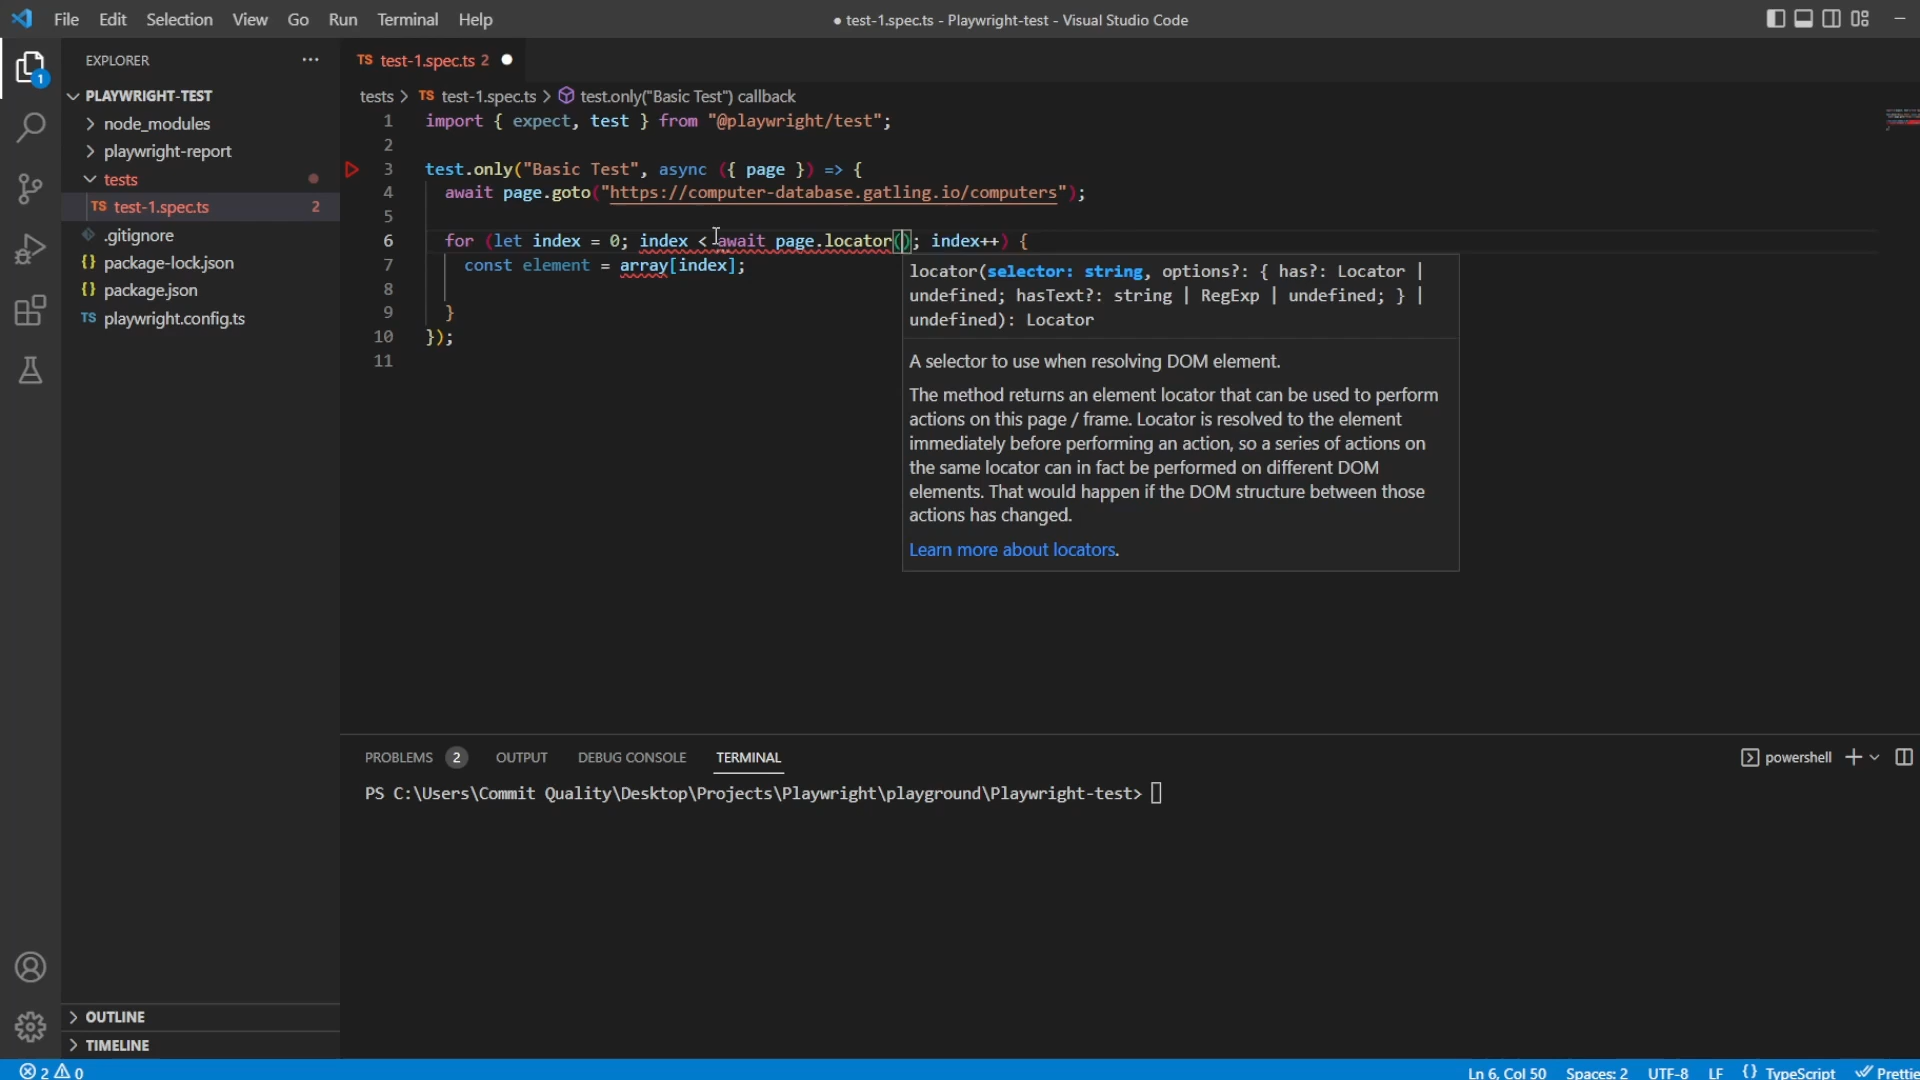 File Edit Selection View Go Run Terminal Help
● test-1.spec.ts - Playwright-test - Visual Studio Code
EXPLORER ···
1
PLAYWRIGHT-TEST
node_modules
playwright-report
tests
TS test-1.spec.ts 2
.gitignore
{} package-lock.json
{} package.json
TS playwright.config.ts
OUTLINE
TIMELINE
TS test-1.spec.ts 2 ●
tests > TS test-1.spec.ts > test.only("Basic Test") callback
1 import { expect, test } from "@playwright/test";
2
3 test.only("Basic Test", async ({ page }) => {
4 await page.goto("https://computer-database.gatling.io/computers");
5
6 for (let index = 0; index < await page.locator(); index++) {
7 const element = array[index];
8
9 }
10 });
11
locator(selector: string, options?: { has?: Locator |
undefined; hasText?: string | RegExp | undefined; } |
undefined): Locator
A selector to use when resolving DOM element.
The method returns an element locator that can be used to perform
actions on this page / frame. Locator is resolved to the element
immediately before performing an action, so a series of actions on
the same locator can in fact be performed on different DOM
elements. That would happen if the DOM structure between those
actions has changed.
Learn more about locators.
PROBLEMS 2 OUTPUT DEBUG CONSOLE TERMINAL
powershell
PS C:\Users\Commit Quality\Desktop\Projects\Playwright\playground\Playwright-test>
2 0
Ln 6, Col 50 Spaces: 2 UTF-8 LF {} TypeScript Prettie